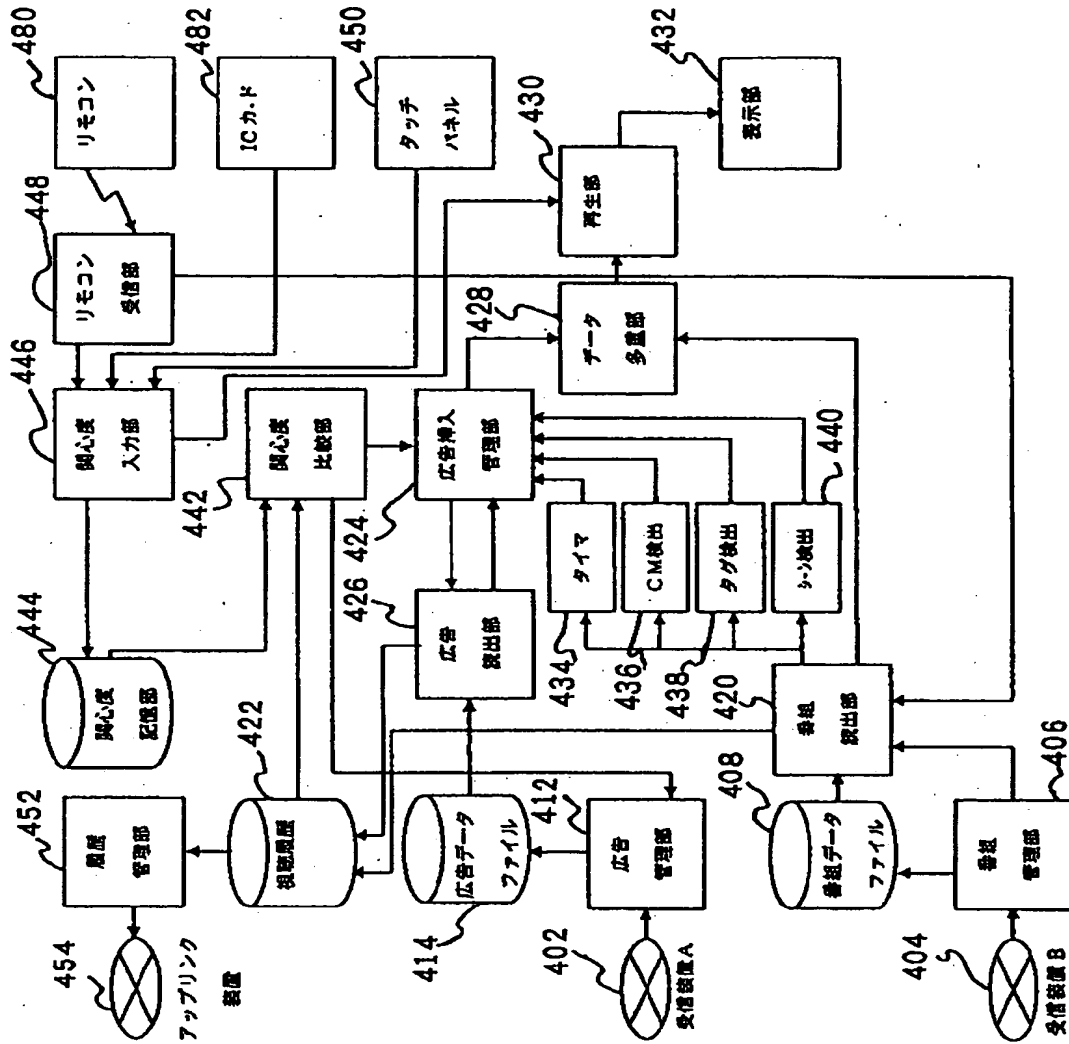 480
リモコン
482
ICカード
450
タッチ
パネル
432
表示部
448
リモコン
受信部
430
再生部
446
関心度
入力部
442
関心度
比較部
424
広告挿入
管理部
428
データ
多重部
444
関心度
記憶部
426
広告
読出部
434
タイマ
436
CM検出
438
タグ検出
440
シーン検出
420
番組
読出部
452
履歴
管理部
422
視聴履歴
414
広告データ
ファイル
412
広告
管理部
408
番組データ
ファイル
406
番組
管理部
454
アップリンク
装置
402
受信装置A
404
受信装置B